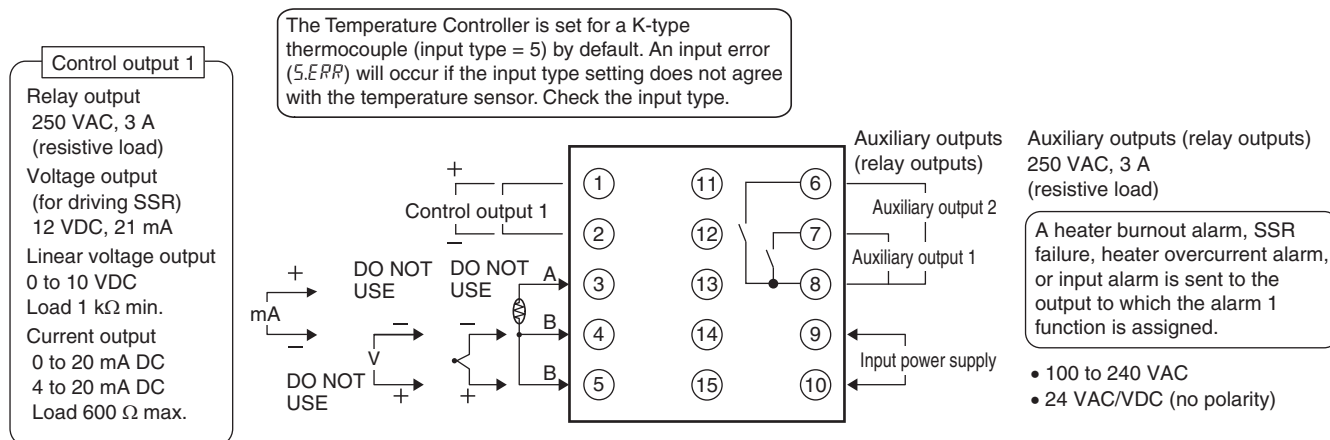 The Temperature Controller is set for a K-type
thermocouple (input type = 5) by default. An input error
(S.ERR) will occur if the input type setting does not agree
with the temperature sensor. Check the input type.
Control output 1
Relay output
250 VAC, 3 A
(resistive load)
Voltage output
(for driving SSR)
12 VDC, 21 mA
Linear voltage output
0 to 10 VDC
Load 1 kΩ min.
Current output
0 to 20 mA DC
4 to 20 mA DC
Load 600 Ω max.
+
mA
−
DO NOT
USE
−
V
+
DO NOT
USE
+
Control output 1
−
DO NOT
USE
−
+
A
B
B
1
2
3
4
5
11
12
13
14
15
6
7
8
9
10
Auxiliary outputs
(relay outputs)
Auxiliary output 2
Auxiliary output 1
Input power supply
Auxiliary outputs (relay outputs)
250 VAC, 3 A
(resistive load)
A heater burnout alarm, SSR
failure, heater overcurrent alarm,
or input alarm is sent to the
output to which the alarm 1
function is assigned.
• 100 to 240 VAC
• 24 VAC/VDC (no polarity)